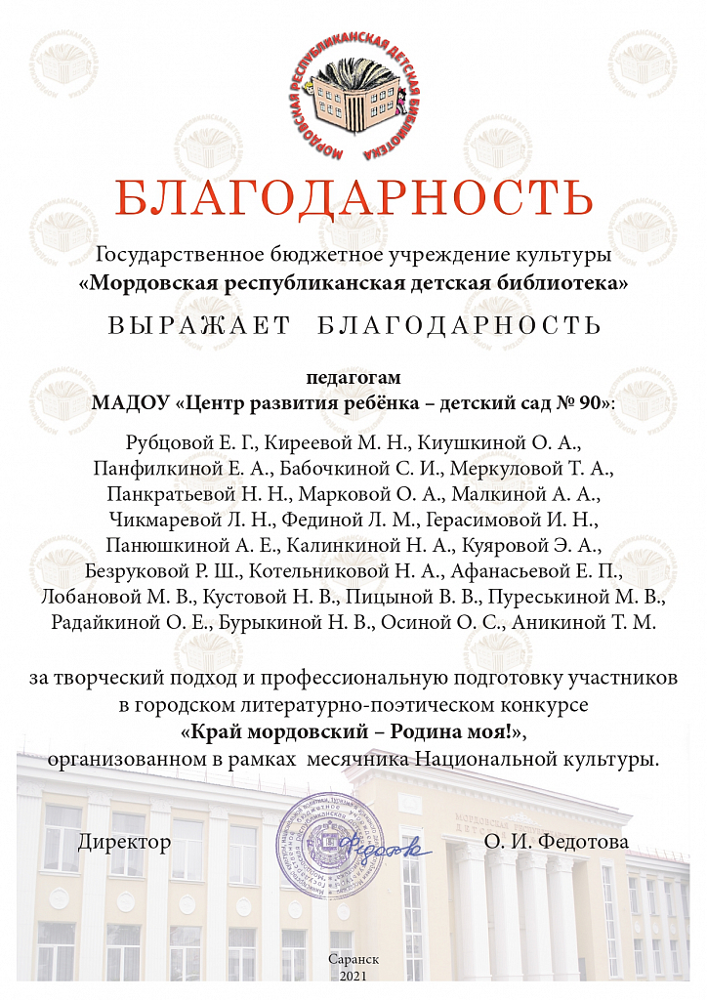 МОРДОВСКАЯ РЕСПУБЛИКАНСКАЯ ДЕТСКАЯ БИБЛИОТЕКА
БЛАГОДАРНОСТЬ
Государственное бюджетное учреждение культуры
«Мордовская республиканская детская библиотека»
ВЫРАЖАЕТ БЛАГОДАРНОСТЬ
педагогам
МАДОУ «Центр развития ребёнка – детский сад № 90»:
Рубцовой Е. Г., Киреевой М. Н., Киушкиной О. А.,
Панфилкиной Е. А., Бабочкиной С. И., Меркуловой Т. А.,
Панкратьевой Н. Н., Марковой О. А., Малкиной А. А.,
Чикмаревой Л. Н., Фединой Л. М., Герасимовой И. Н.,
Панюшкиной А. Е., Калинкиной Н. А., Куяровой Э. А.,
Безруковой Р. Ш., Котельниковой Н. А., Афанасьевой Е. П.,
Лобановой М. В., Кустовой Н. В., Пицыной В. В., Пуреськиной М. В.,
Радайкиной О. Е., Бурыкиной Н. В., Осиной О. С., Аникиной Т. М.
за творческий подход и профессиональную подготовку участников
в городском литературно-поэтическом конкурсе
«Край мордовский – Родина моя!»,
организованном в рамках месячника Национальной культуры.
Директор
О. И. Федотова
Саранск
2021